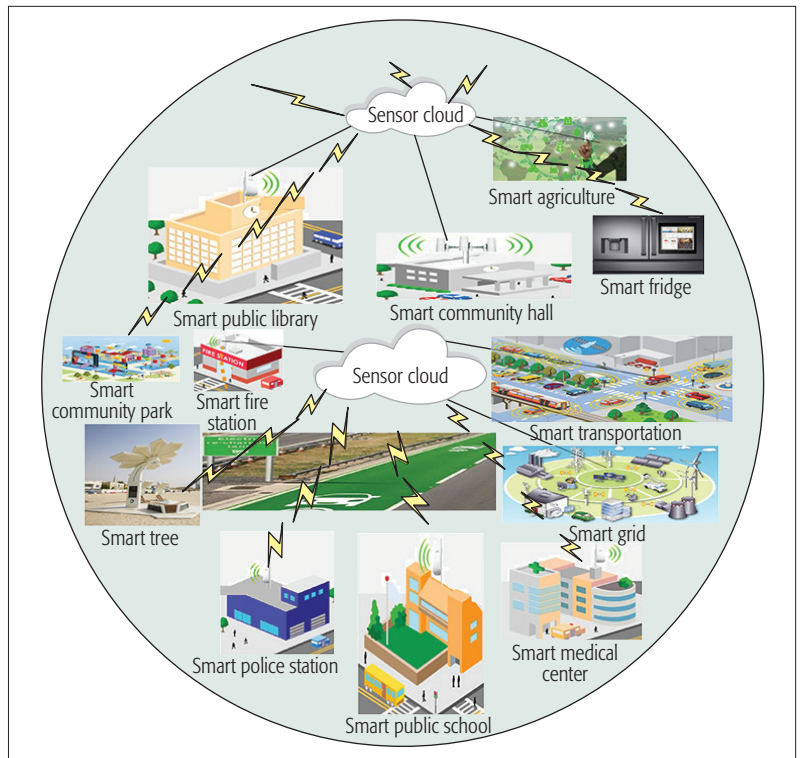 Sensor cloud
Smart agriculture
Smart fridge
Smart public library
Smart community hall
Smart
community park
FIRE STATION
Smart fire
station
Sensor cloud
Smart transportation
Smart tree
Smart grid
Smart police station
Smart public school
Smart medical
center